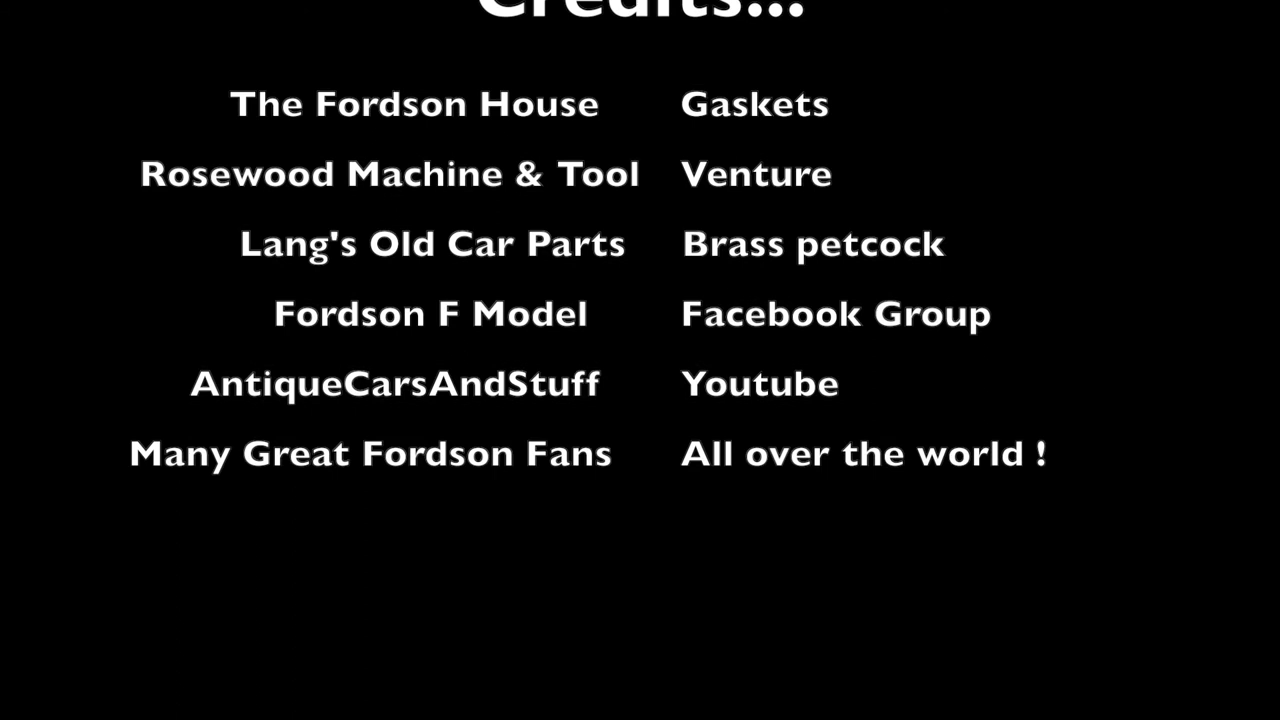 Credits...
The Fordson House Gaskets
Rosewood Machine & Tool Venture
Lang's Old Car Parts Brass petcock
Fordson F Model Facebook Group
AntiqueCarsAndStuff Youtube
Many Great Fordson Fans All over the world !